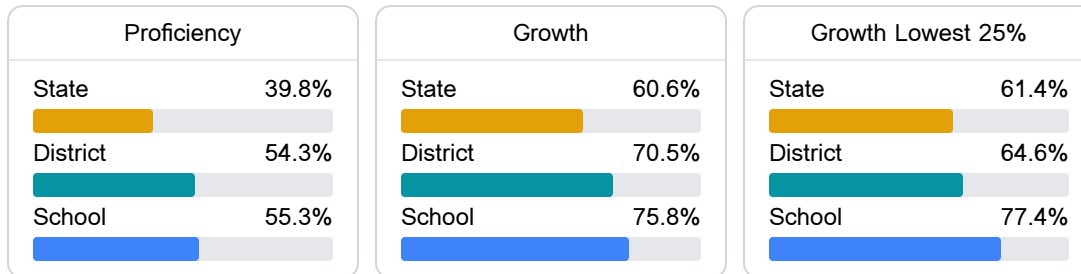 Proficiency
State 39.8%
District 54.3%
School 55.3%
Growth
State 60.6%
District 70.5%
School 75.8%
Growth Lowest 25%
State 61.4%
District 64.6%
School 77.4%